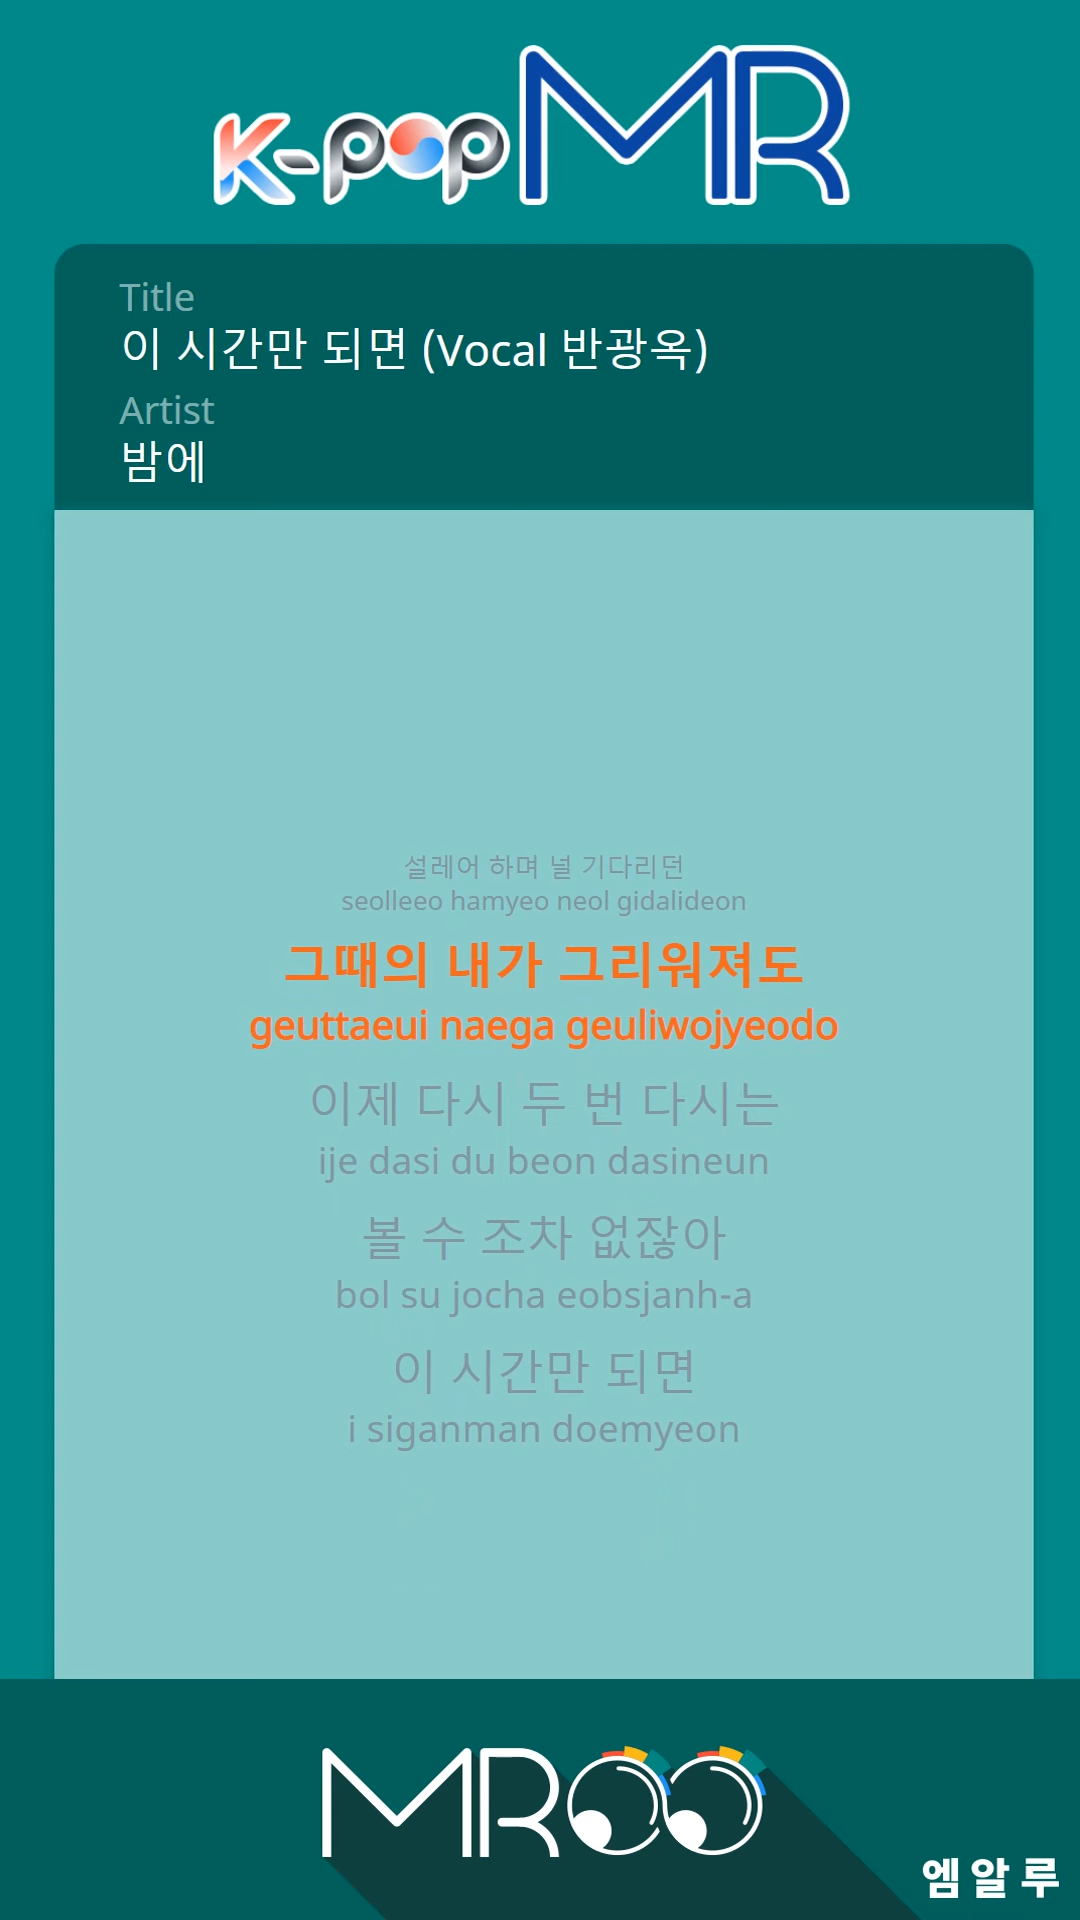 K-pop MR
Title
이 시간만 되면 (Vocal 반광옥)
Artist
밤에
설레어 하며 널 기다리던
seolleeo hamyeo neol gidalideon
그때의 내가 그리워져도
geuttaeui naega geuliwojyeodo
이제 다시 두 번 다시는
ije dasi du beon dasineun
볼 수 조차 없잖아
bol su jocha eobsjanh-a
이 시간만 되면
i siganman doemyeon
MROO
엠알루